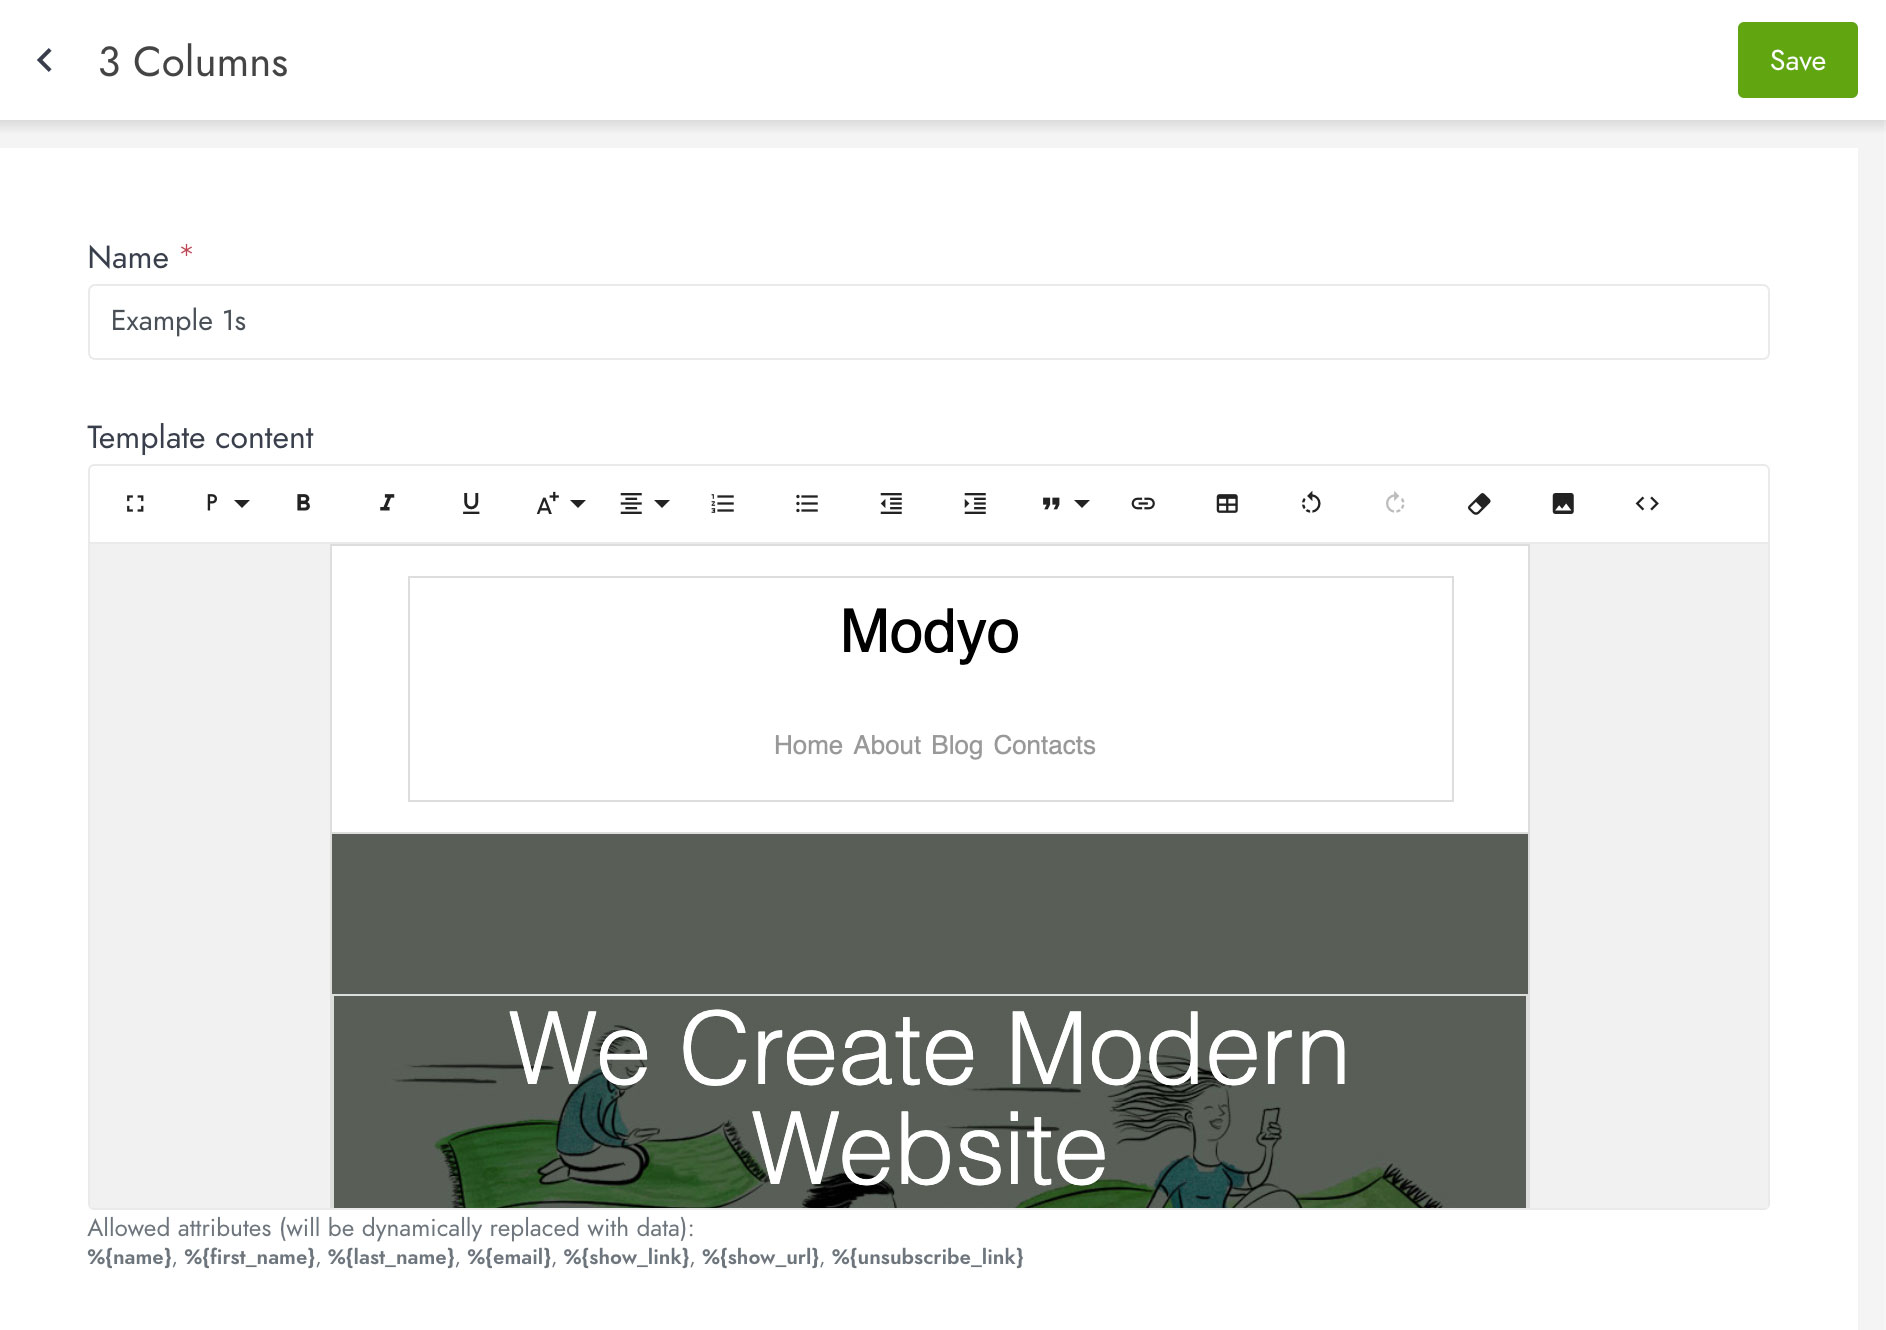 3 Columns
Save
Name *
Example 1s
Template content
P B I U A+
Modyo
Home About Blog Contacts
We Create Modern
Website
Allowed attributes (will be dynamically replaced with data):
%{name}, %{first_name}, %{last_name}, %{email}, %{show_link}, %{show_url}, %{unsubscribe_link}